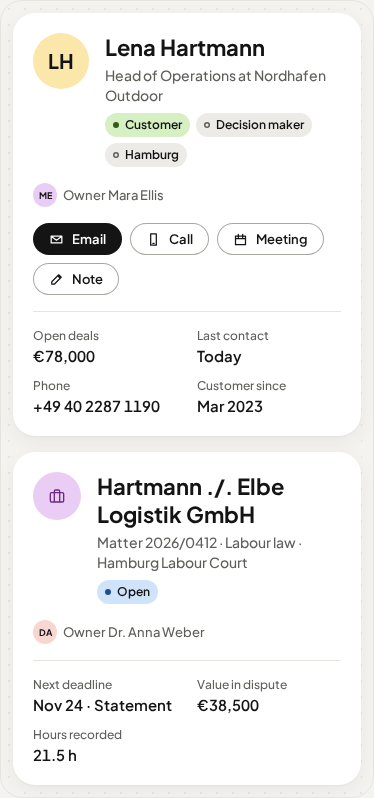 LH
Lena Hartmann
Head of Operations at Nordhafen
Outdoor
Customer
Decision maker
Hamburg
ME Owner Mara Ellis
Email
Call
Meeting
Note
Open deals
€78,000
Last contact
Today
Phone
+49 40 2287 1190
Customer since
Mar 2023
Hartmann ./. Elbe
Logistik GmbH
Matter 2026/0412 · Labour law ·
Hamburg Labour Court
Open
DA Owner Dr. Anna Weber
Next deadline
Nov 24 · Statement
Value in dispute
€38,500
Hours recorded
21.5 h